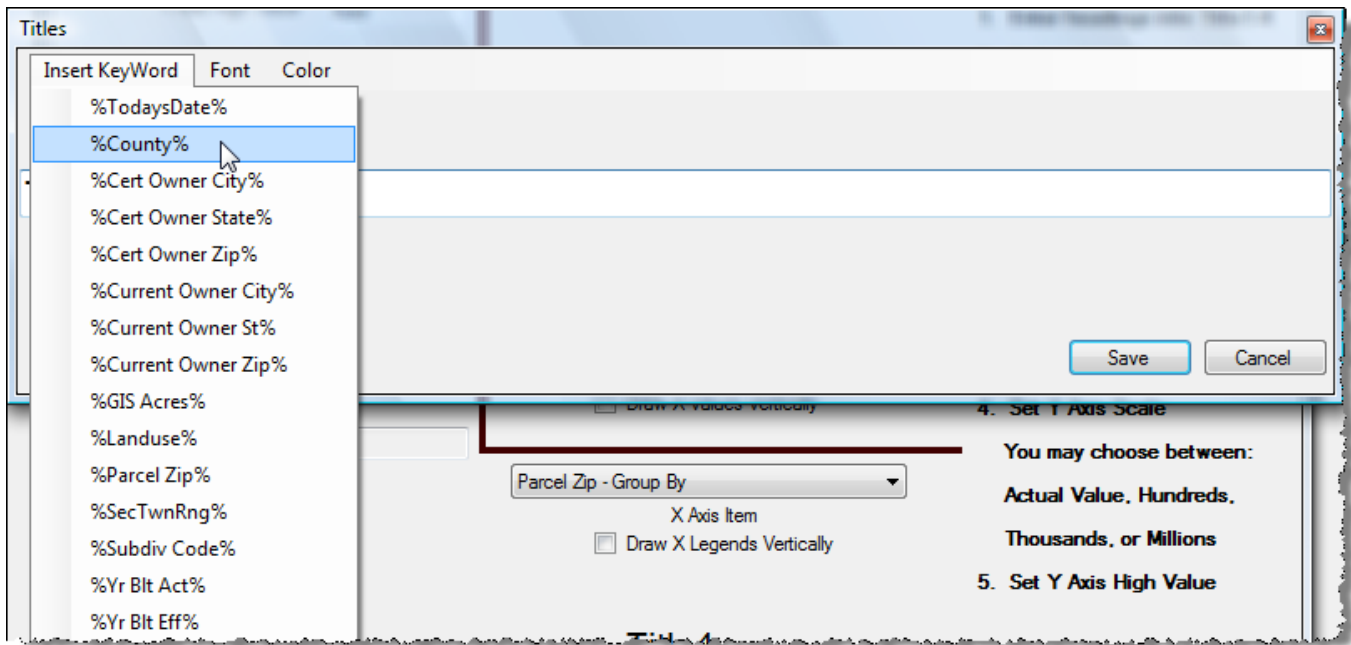 Titles
Insert KeyWord Font Color
%TodaysDate%
%County%
%Cert Owner City%
%Cert Owner State%
%Cert Owner Zip%
%Current Owner City%
%Current Owner St%
%Current Owner Zip%
%GIS Acres%
%Landuse%
%Parcel Zip%
%SecTwnRng%
%Subdiv Code%
%Yr Blt Act%
%Yr Blt Eff%
Save Cancel
Draw X Values Vertically
Parcel Zip - Group By
X Axis Item
Draw X Legends Vertically
4. Set Y Axis Scale
You may choose between:
Actual Value, Hundreds,
Thousands, or Millions
5. Set Y Axis High Value